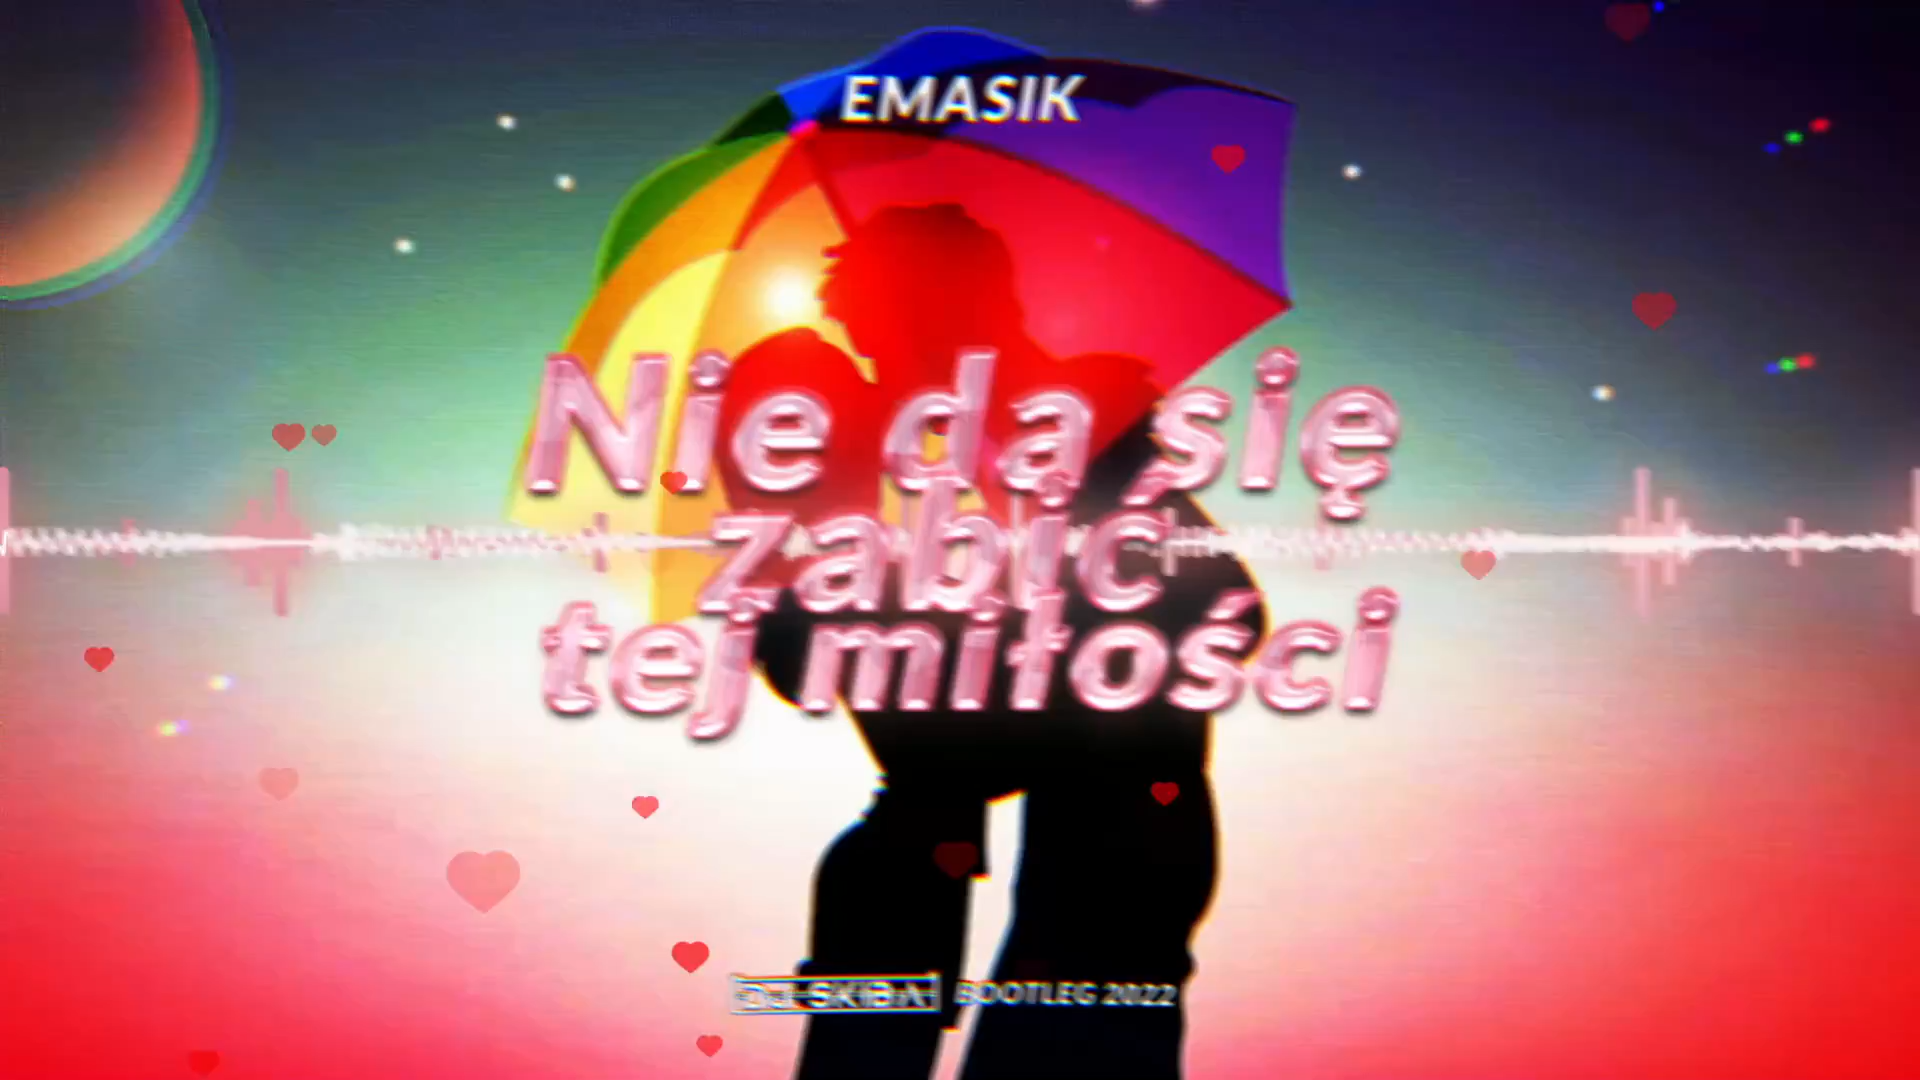 EMASIK
Nie da się
zabić
tej miłości
DJ SKIBA BOOTLEG 2022